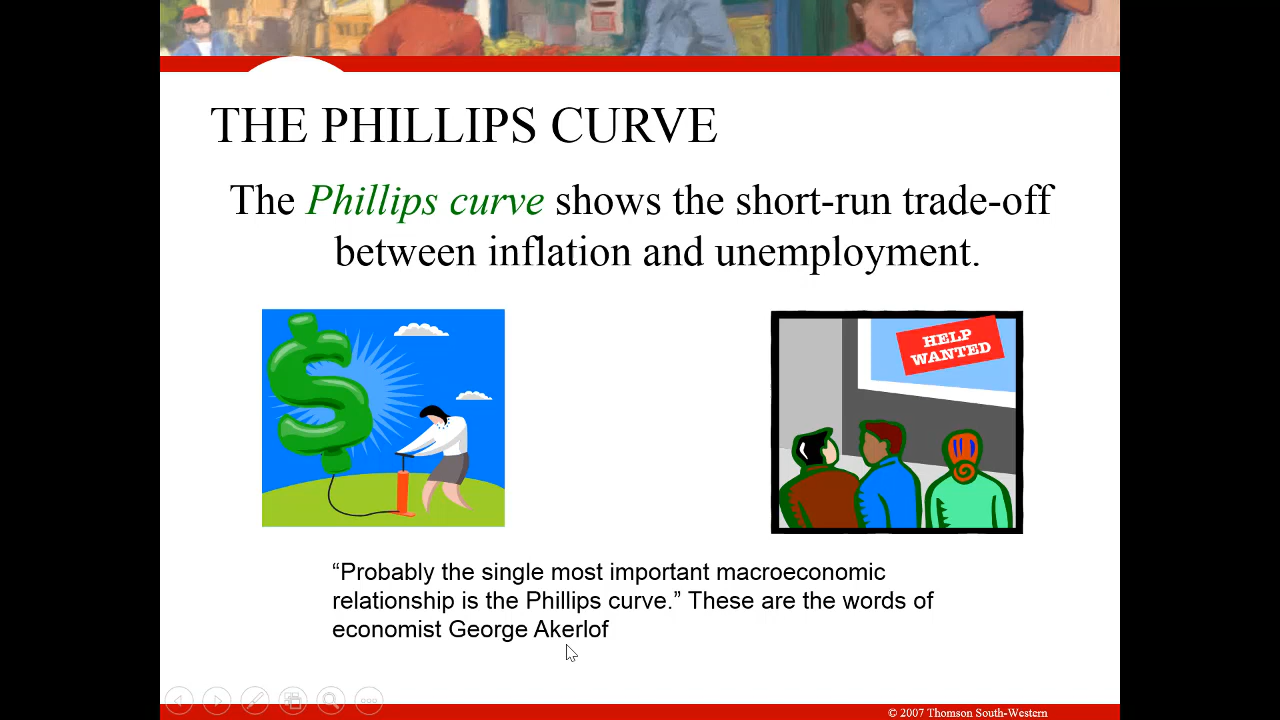 THE PHILLIPS CURVE
The Phillips curve shows the short-run trade-off
between inflation and unemployment.
HELP
WANTED
“Probably the single most important macroeconomic
relationship is the Phillips curve.” These are the words of
economist George Akerlof
© 2007 Thomson South-Western